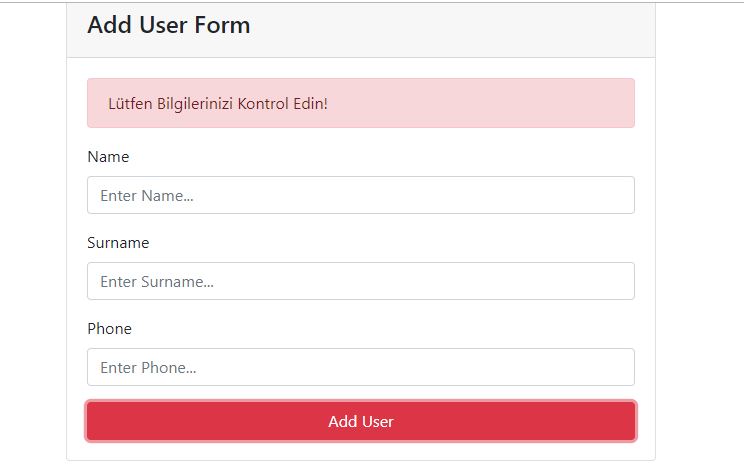 Add User Form
Lütfen Bilgilerinizi Kontrol Edin!
Name
Enter Name...
Surname
Enter Surname...
Phone
Enter Phone...
Add User